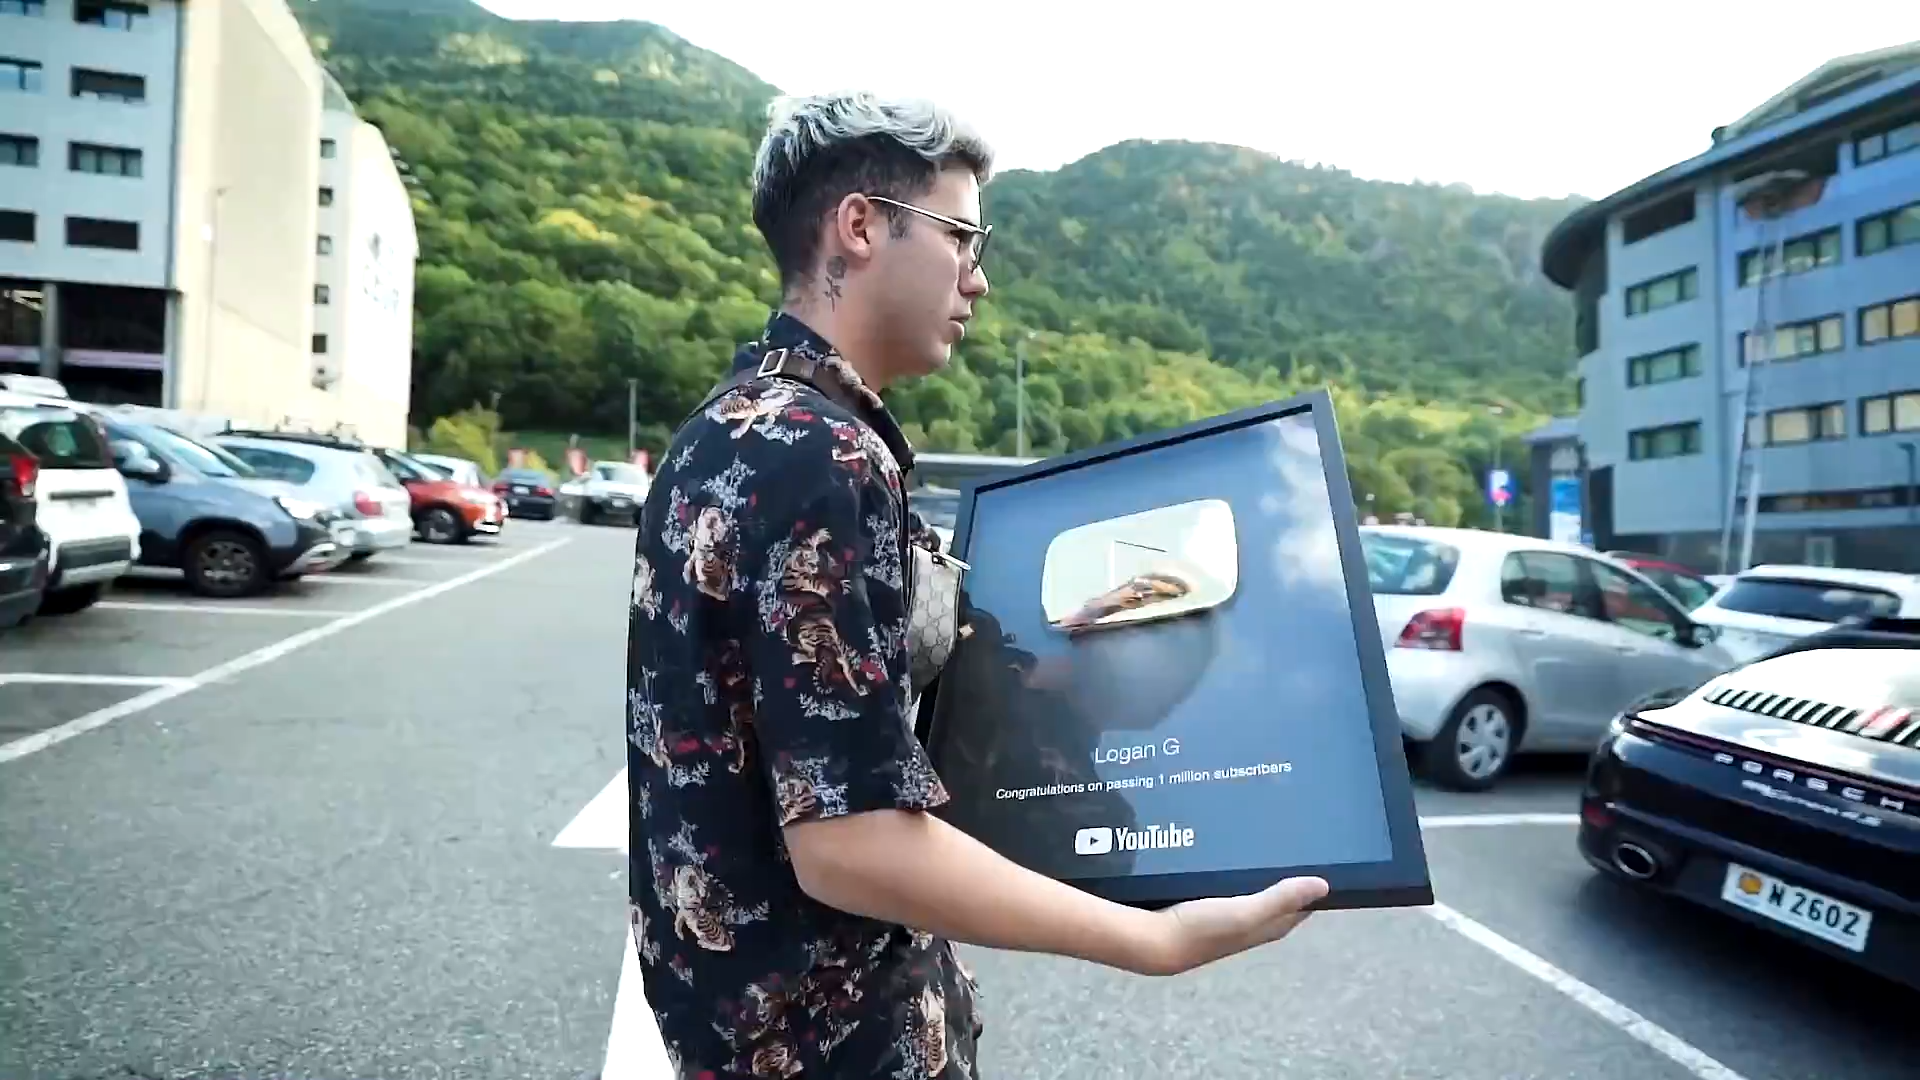 Logan G
Congratulations on passing 1 million subscribers
YouTube
PORSCHE
N 2602